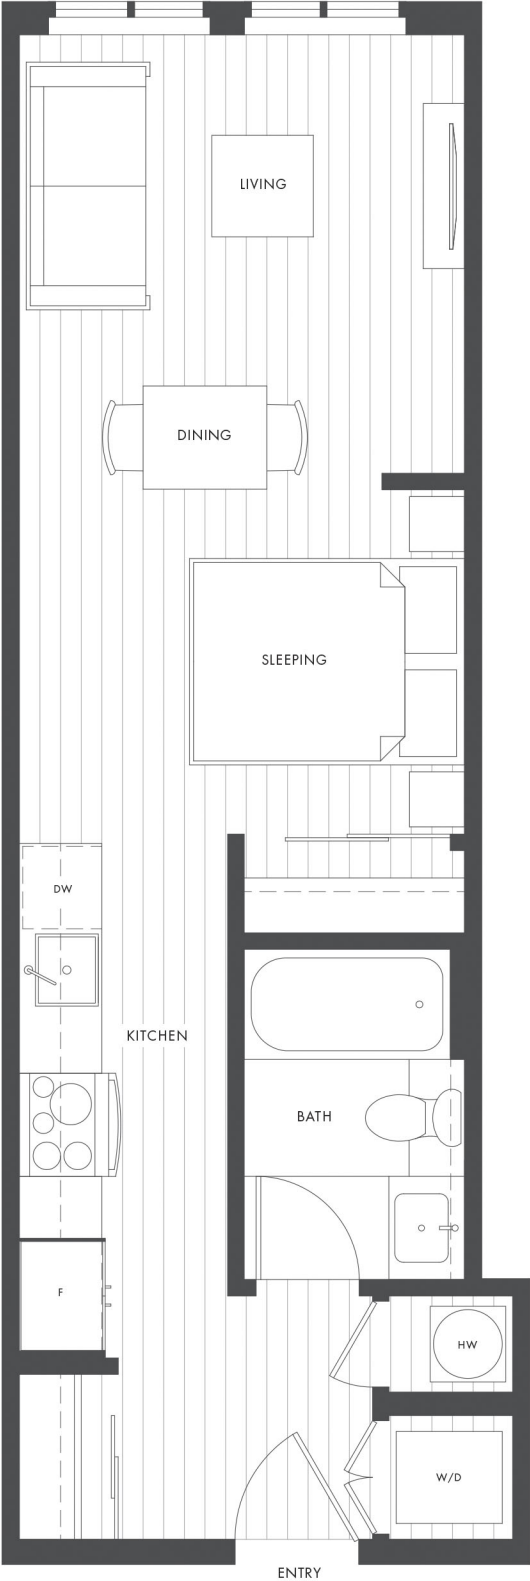 LIVING
DINING
SLEEPING
DW
KITCHEN
BATH
F
HW
W/D
ENTRY